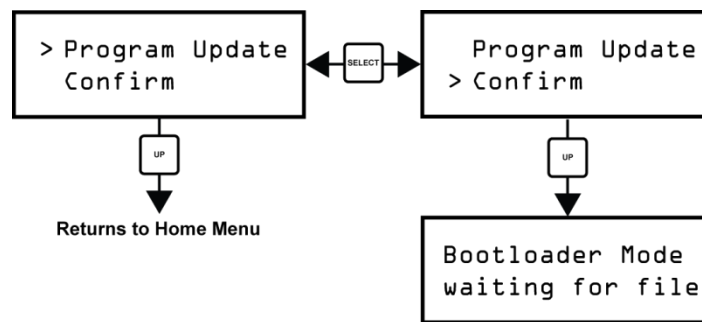 > Program Update
Confirm
SELECT
Program Update
> Confirm
UP
UP
Returns to Home Menu
Bootloader Mode
waiting for file